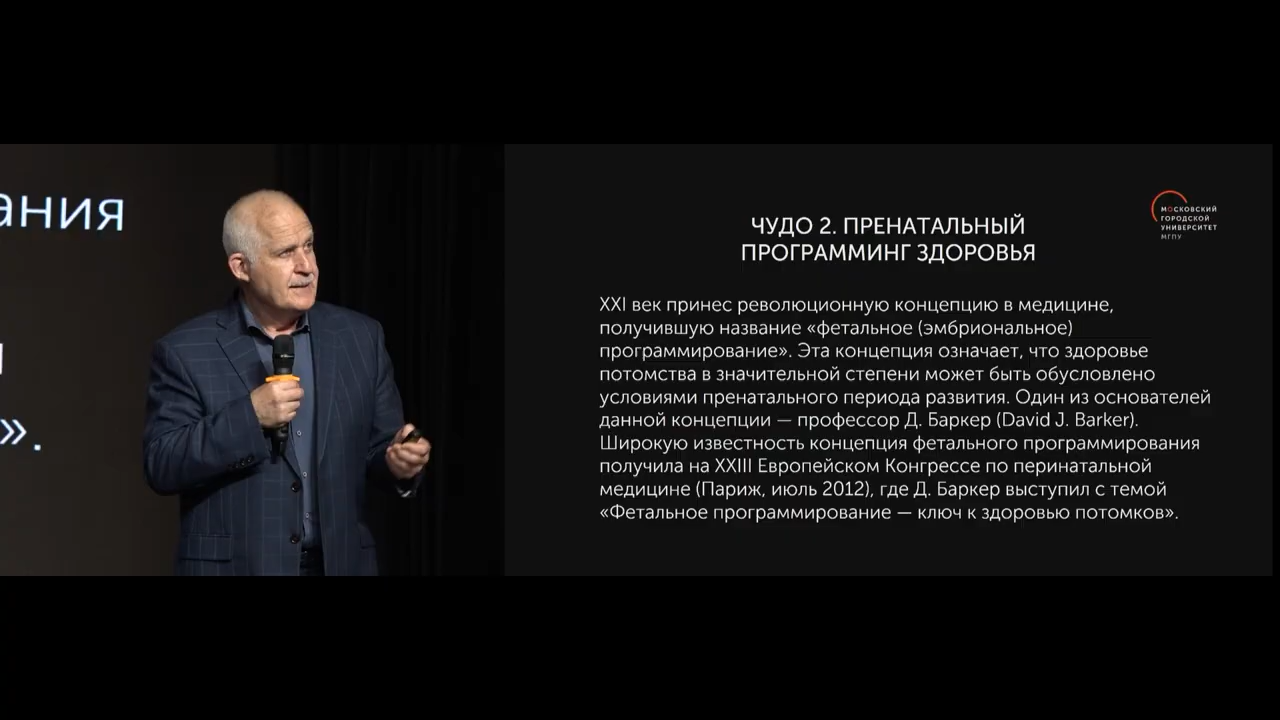 ания
».
ЧУДО 2. ПРЕНАТАЛЬНЫЙ
ПРОГРАММИНГ ЗДОРОВЬЯ
МОСКОВСКИЙ
ГОРОДСКОЙ
УНИВЕРСИТЕТ
МГПУ
XXI век принес революционную концепцию в медицине,
получившую название «фетальное (эмбриональное)
программирование». Эта концепция означает, что здоровье
потомства в значительной степени может быть обусловлено
условиями пренатального периода развития. Один из основателей
данной концепции — профессор Д. Баркер (David J. Barker).
Широкую известность концепция фетального программирования
получила на XXIII Европейском Конгрессе по перинатальной
медицине (Париж, июль 2012), где Д. Баркер выступил с темой
«Фетальное программирование — ключ к здоровью потомков».